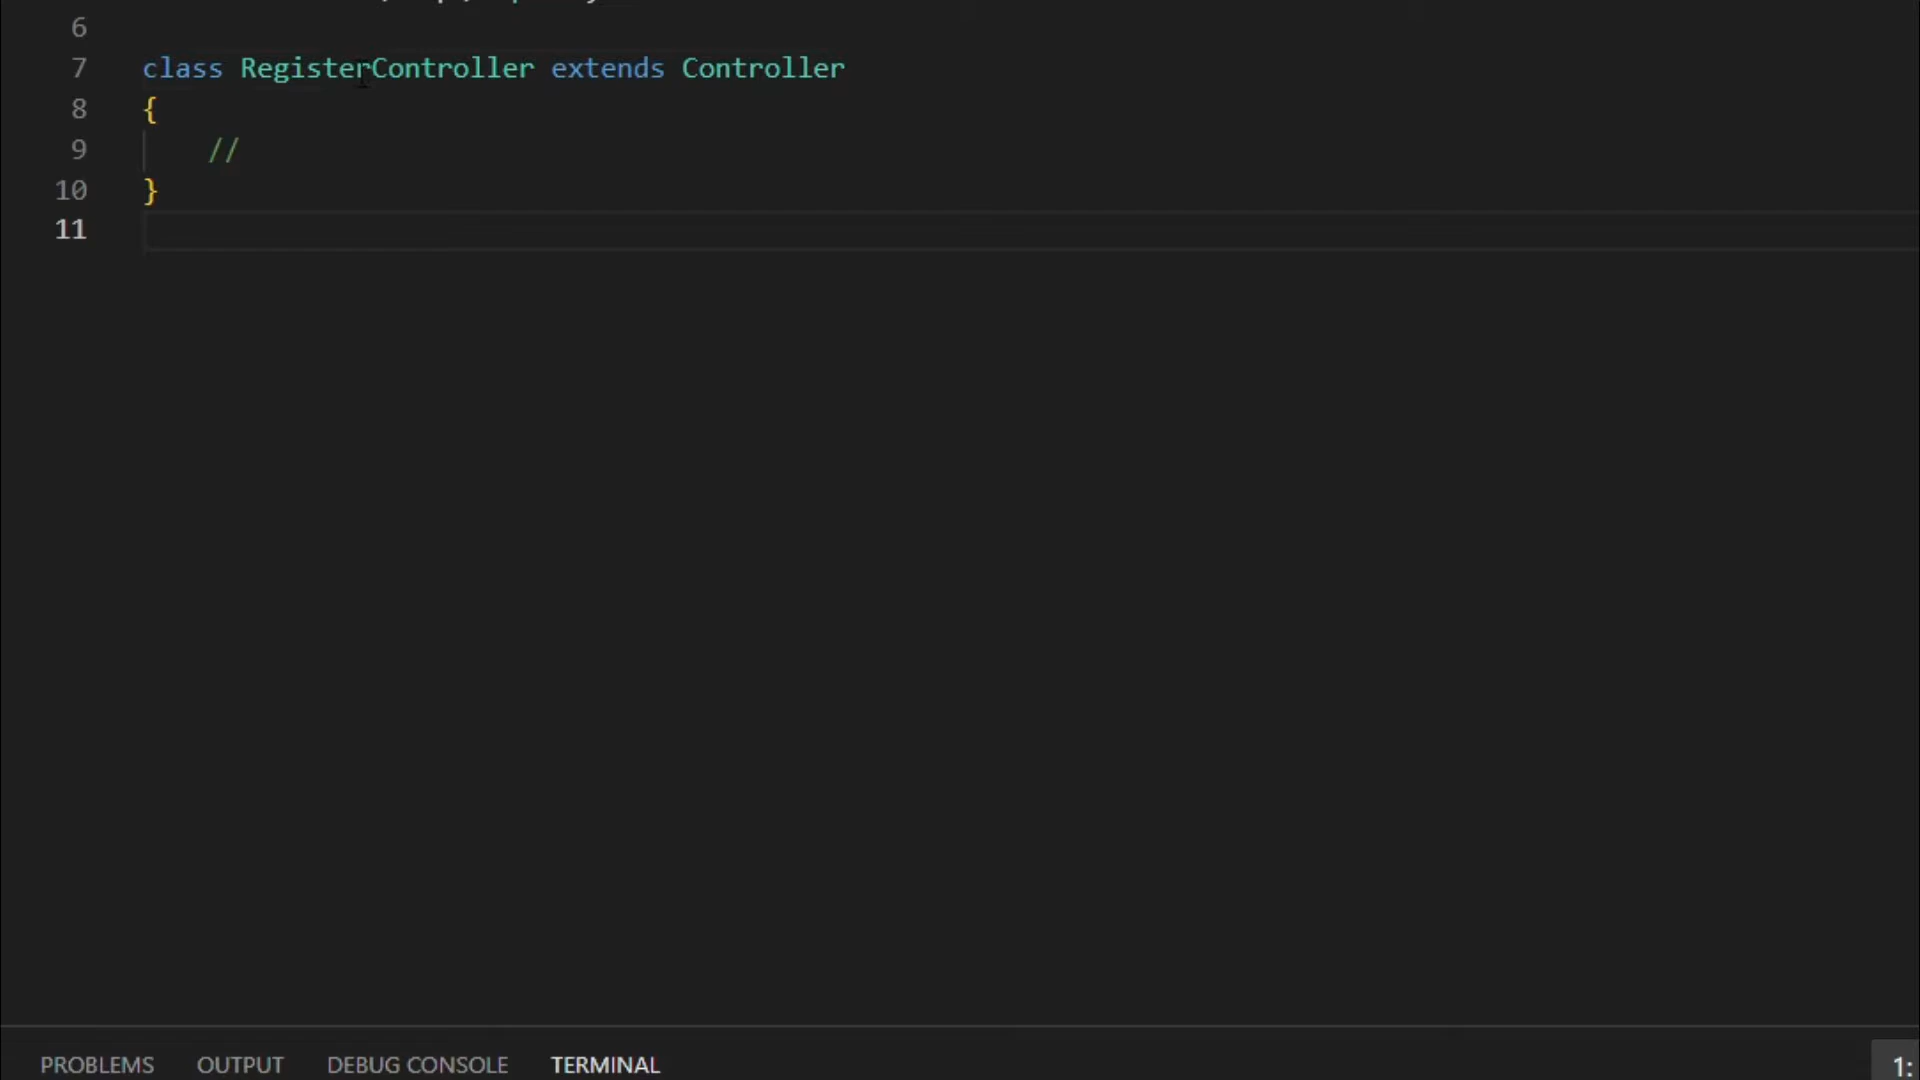 6
7 class RegisterController extends Controller
8 {
9 //
10 }
11
PROBLEMS OUTPUT DEBUG CONSOLE TERMINAL 1: